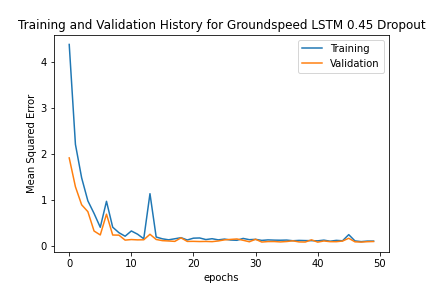 Training and Validation History for Groundspeed LSTM 0.45 Dropout
Training
Validation
Mean Squared Error
4
3
2
1
0
0 10 20 30 40 50
epochs